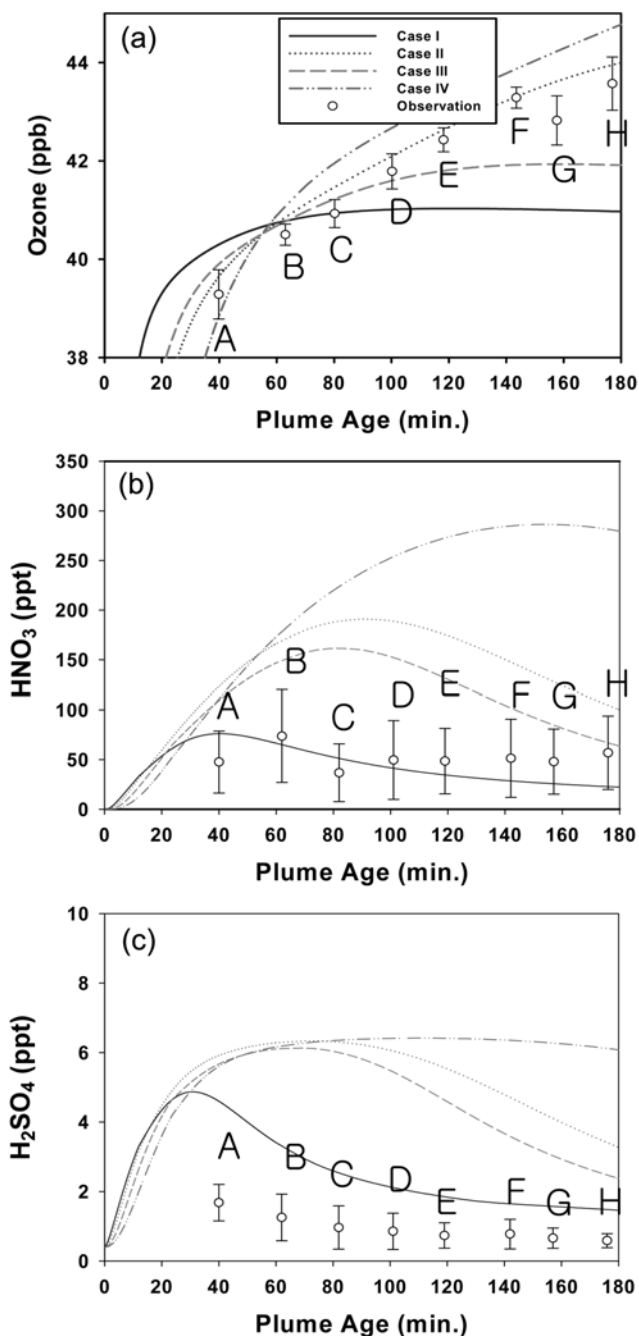 (a)
Case I
Case II
Case III
Case IV
Observation
Ozone (ppb)
44
42
40
38
A
B
C
D
E
F
G
H
0 20 40 60 80 100 120 140 160 180
Plume Age (min.)
(b)
HNO₃ (ppt)
350
300
250
200
150
100
50
0
A
B
C
D
E
F
G
H
0 20 40 60 80 100 120 140 160 180
Plume Age (min.)
(c)
H₂SO₄ (ppt)
10
8
6
4
2
0
A
B
C
D
E
F
G
H
0 20 40 60 80 100 120 140 160 180
Plume Age (min.)